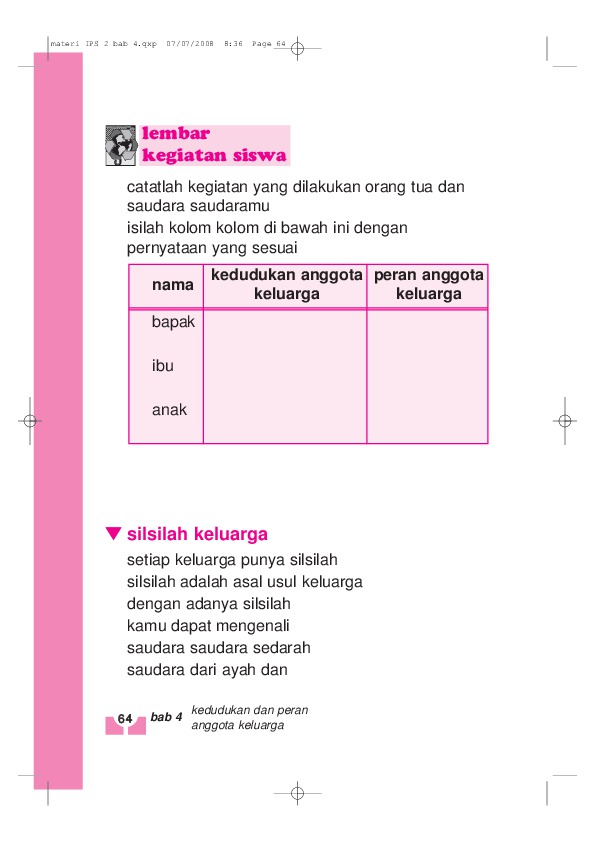 materi IPS 2 bab 4.qxp  07/07/2008  8:36  Page 64
lembar
kegiatan siswa
catatlah kegiatan yang dilakukan orang tua dan
saudara saudaramu
isilah kolom kolom di bawah ini dengan
pernyataan yang sesuai
nama
kedudukan anggota
keluarga
peran anggota
keluarga
bapak
ibu
anak
silsilah keluarga
setiap keluarga punya silsilah
silsilah adalah asal usul keluarga
dengan adanya silsilah
kamu dapat mengenali
saudara saudara sedarah
saudara dari ayah dan
64 bab 4
kedudukan dan peran
anggota keluarga